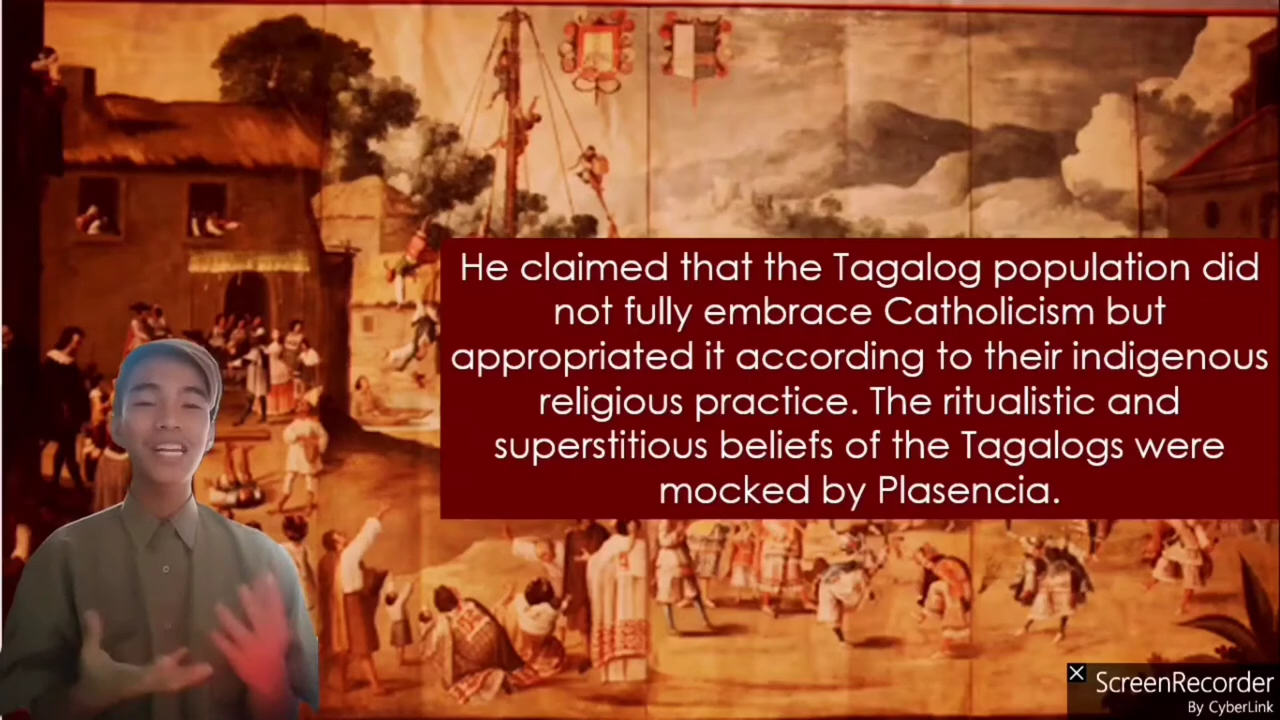 He claimed that the Tagalog population did
not fully embrace Catholicism but
appropriated it according to their indigenous
religious practice. The ritualistic and
superstitious beliefs of the Tagalogs were
mocked by Plasencia.
ScreenRecorder
By CyberLink